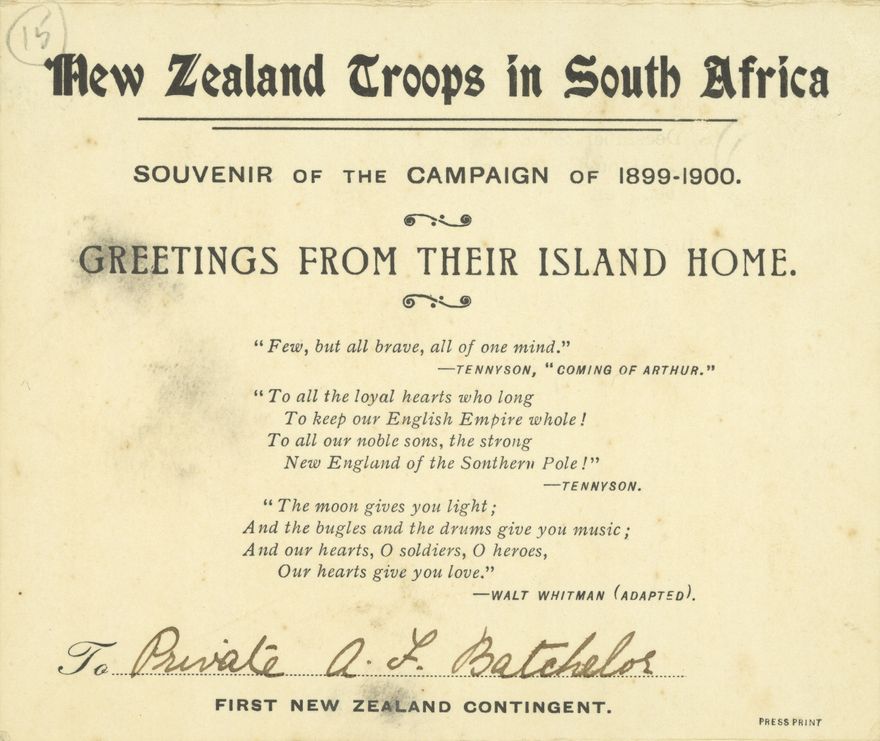 15
New Zealand Troops in South Africa
SOUVENIR OF THE CAMPAIGN OF 1899-1900.
GREETINGS FROM THEIR ISLAND HOME.
"Few, but all brave, all of one mind."
—TENNYSON, "COMING OF ARTHUR."
"To all the loyal hearts who long
To keep our English Empire whole!
To all our noble sons, the strong
New England of the Sonthern Pole!"
—TENNYSON.
"The moon gives you light;
And the bugles and the drums give you music;
And our hearts, O soldiers, O heroes,
Our hearts give you love."
—WALT WHITMAN (ADAPTED).
To Private A. F. Batchelor
FIRST NEW ZEALAND CONTINGENT.
PRESS PRINT